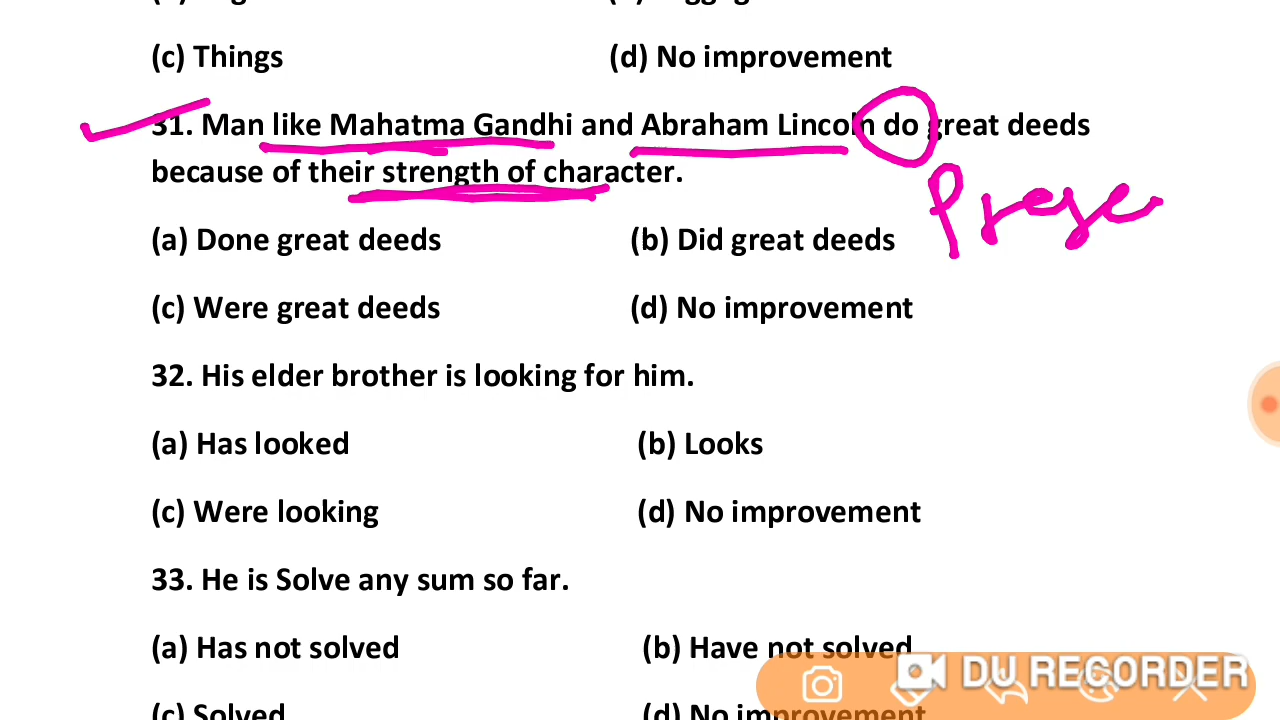 (c) Things (d) No improvement
31. Man like Mahatma Gandhi and Abraham Lincoln do great deeds
because of their strength of character.
Prese
(a) Done great deeds (b) Did great deeds
(c) Were great deeds (d) No improvement
32. His elder brother is looking for him.
(a) Has looked (b) Looks
(c) Were looking (d) No improvement
33. He is Solve any sum so far.
(a) Has not solved (b) Have not solved
DU RECORDER
(c) Solved (d) No improvement